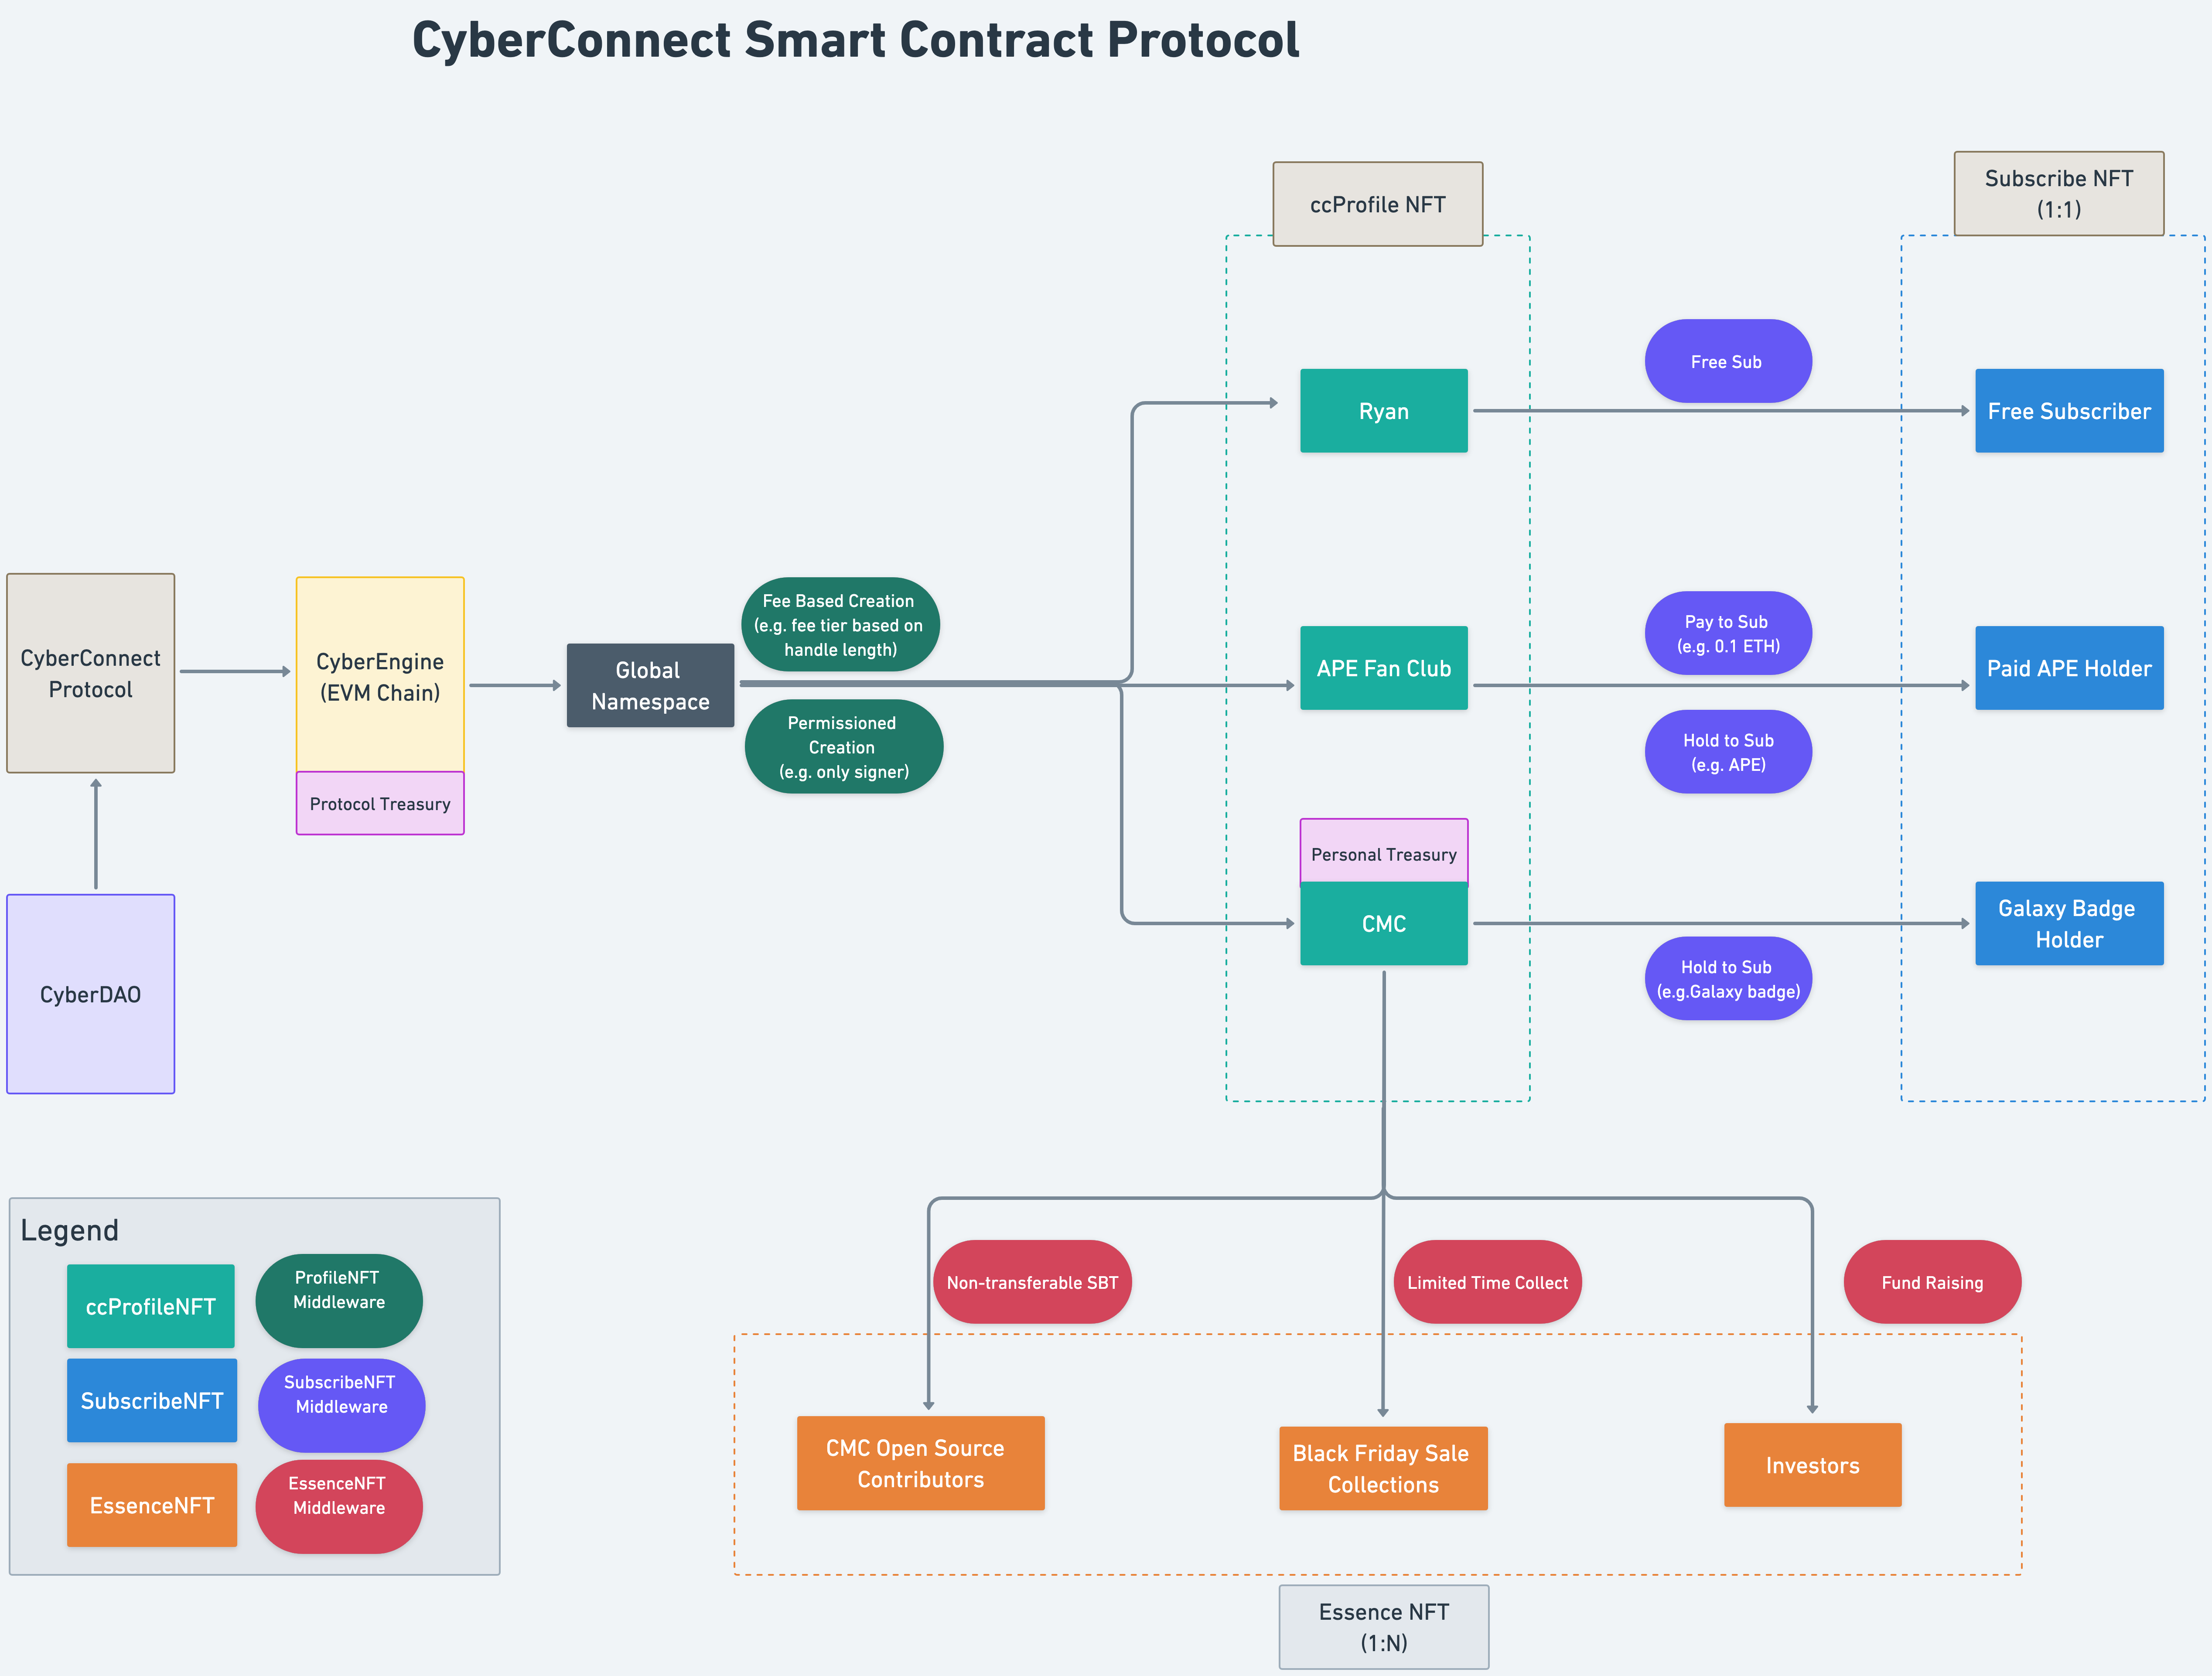 CyberConnect Smart Contract Protocol
ccProfile NFT
Subscribe NFT
(1:1)
Ryan
Free Sub
Free Subscriber
CyberConnect
Protocol
CyberEngine
(EVM Chain)
Protocol Treasury
Global
Namespace
Fee Based Creation
(e.g. fee tier based on
handle length)
Permissioned
Creation
(e.g. only signer)
APE Fan Club
Pay to Sub
(e.g. 0.1 ETH)
Hold to Sub
(e.g. APE)
Paid APE Holder
CyberDAO
Personal Treasury
CMC
Hold to Sub
(e.g.Galaxy badge)
Galaxy Badge
Holder
Legend
ccProfileNFT
ProfileNFT
Middleware
SubscribeNFT
SubscribeNFT
Middleware
EssenceNFT
EssenceNFT
Middleware
Non-transferable SBT
Limited Time Collect
Fund Raising
CMC Open Source
Contributors
Black Friday Sale
Collections
Investors
Essence NFT
(1:N)